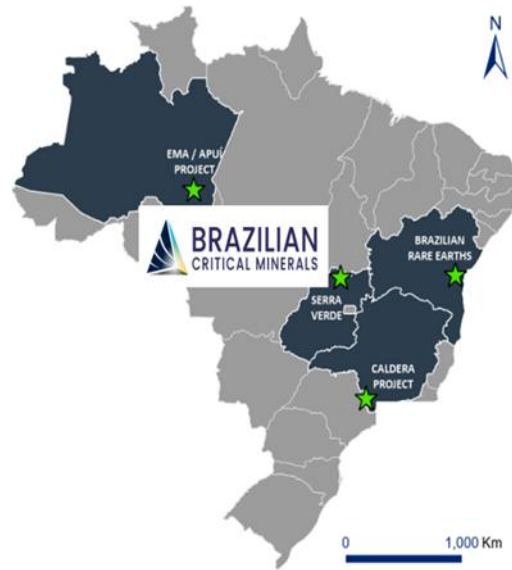 N
EMA / APUÍ
PROJECT
BRAZILIAN
CRITICAL MINERALS
BRAZILIAN
RARE EARTHS
SERRA
VERDE
CALDERA
PROJECT
0 1,000 Km